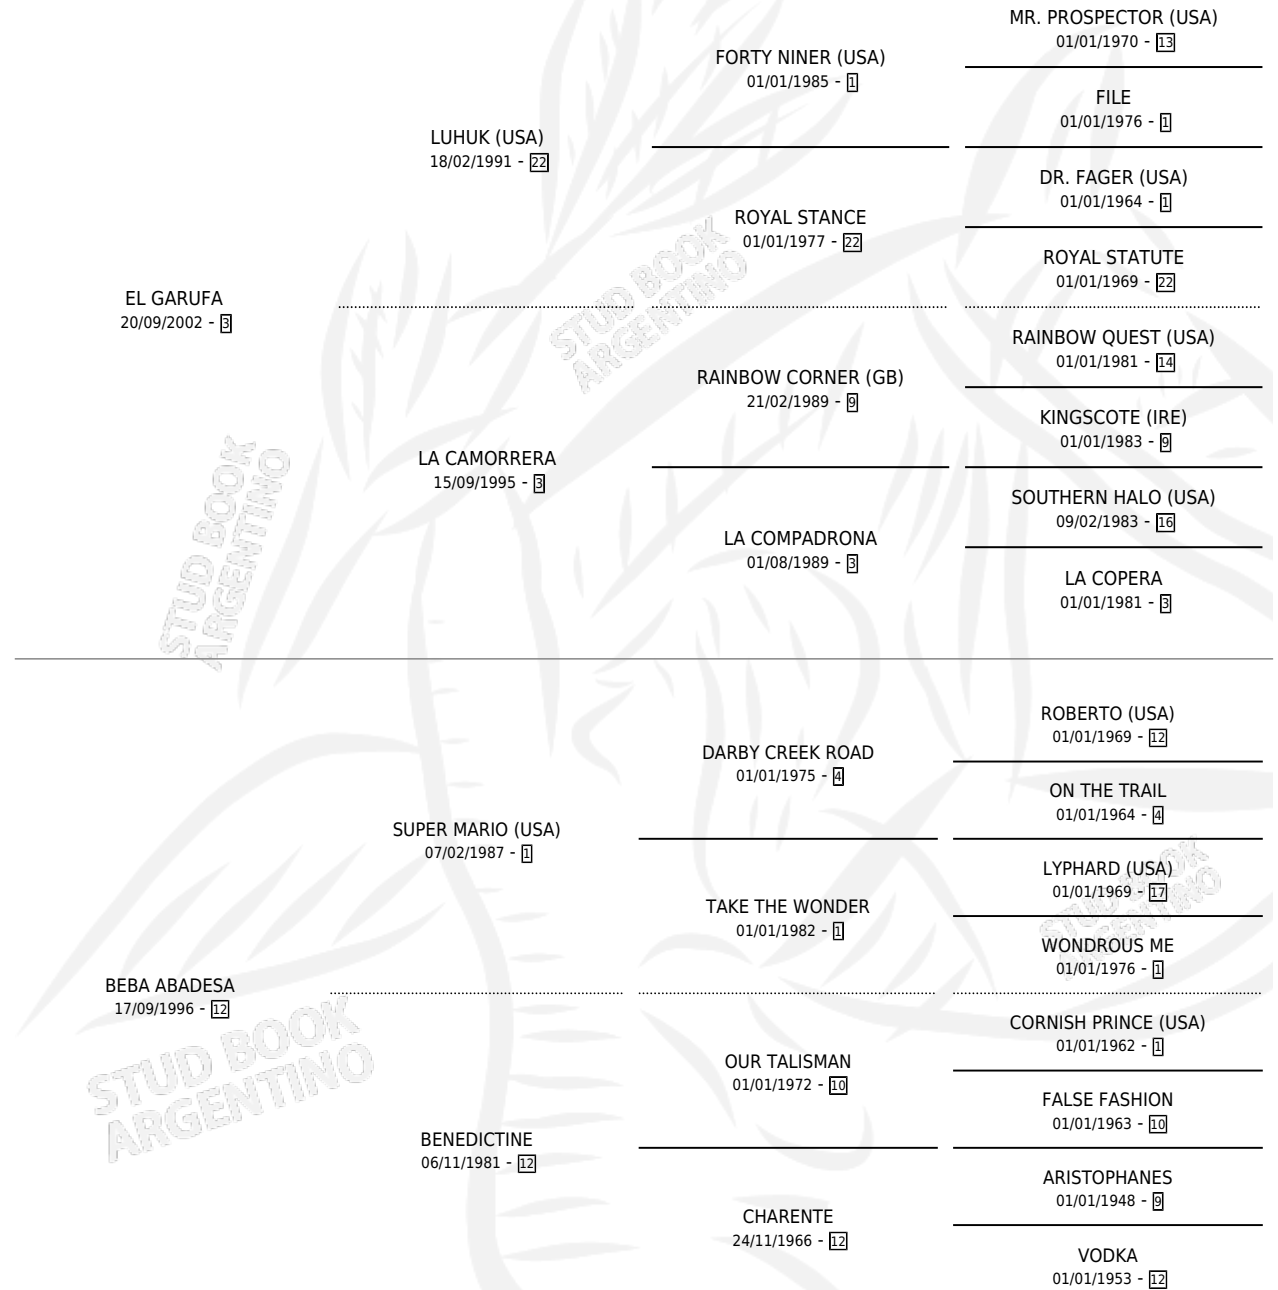 MR. PROSPECTOR (USA)
01/01/1970 - 13
FORTY NINER (USA)
01/01/1985 - 1
FILE
01/01/1976 - 1
LUHUK (USA)
18/02/1991 - 22
DR. FAGER (USA)
01/01/1964 - 1
ROYAL STANCE
01/01/1977 - 22
ROYAL STATUTE
01/01/1969 - 22
EL GARUFA
20/09/2002 - 3
RAINBOW QUEST (USA)
01/01/1981 - 14
RAINBOW CORNER (GB)
21/02/1989 - 9
KINGSCOTE (IRE)
01/01/1983 - 9
LA CAMORRERA
15/09/1995 - 3
SOUTHERN HALO (USA)
09/02/1983 - 16
LA COMPADRONA
01/08/1989 - 3
LA COPERA
01/01/1981 - 3
STUD BOOK
ARGENTINO
STUD BOOK
ARGENTINO
ROBERTO (USA)
01/01/1969 - 12
DARBY CREEK ROAD
01/01/1975 - 4
ON THE TRAIL
01/01/1964 - 4
SUPER MARIO (USA)
07/02/1987 - 1
LYPHARD (USA)
01/01/1969 - 17
TAKE THE WONDER
01/01/1982 - 1
WONDROUS ME
01/01/1976 - 1
STUD BOOK
ARGENTINO
BEBA ABADESA
17/09/1996 - 12
CORNISH PRINCE (USA)
01/01/1962 - 1
OUR TALISMAN
01/01/1972 - 10
FALSE FASHION
01/01/1963 - 10
STUD BOOK
ARGENTINO
BENEDICTINE
06/11/1981 - 12
ARISTOPHANES
01/01/1948 - 9
CHARENTE
24/11/1966 - 12
VODKA
01/01/1953 - 12